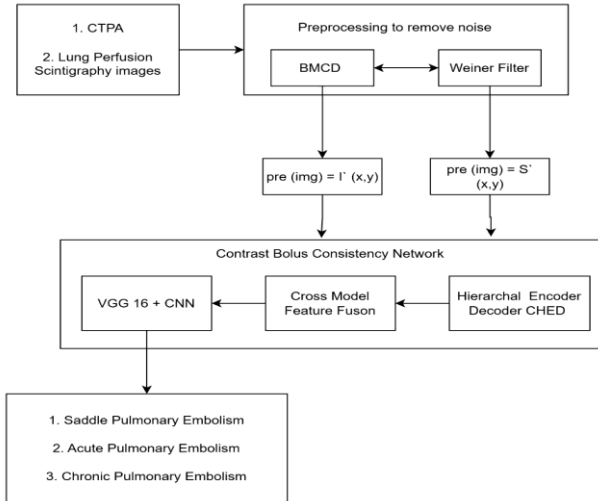 1. CTPA
2. Lung Perfusion
Scintigraphy images
Preprocessing to remove noise
BMCD
Weiner Filter
pre (img) = I` (x,y)
pre (img) = S`
(x,y)
Contrast Bolus Consistency Network
VGG 16 + CNN
Cross Model
Feature Fuson
Hierarchal Encoder
Decoder CHED
1. Saddle Pulmonary Embolism
2. Acute Pulmonary Embolism
3. Chronic Pulmonary Embolism